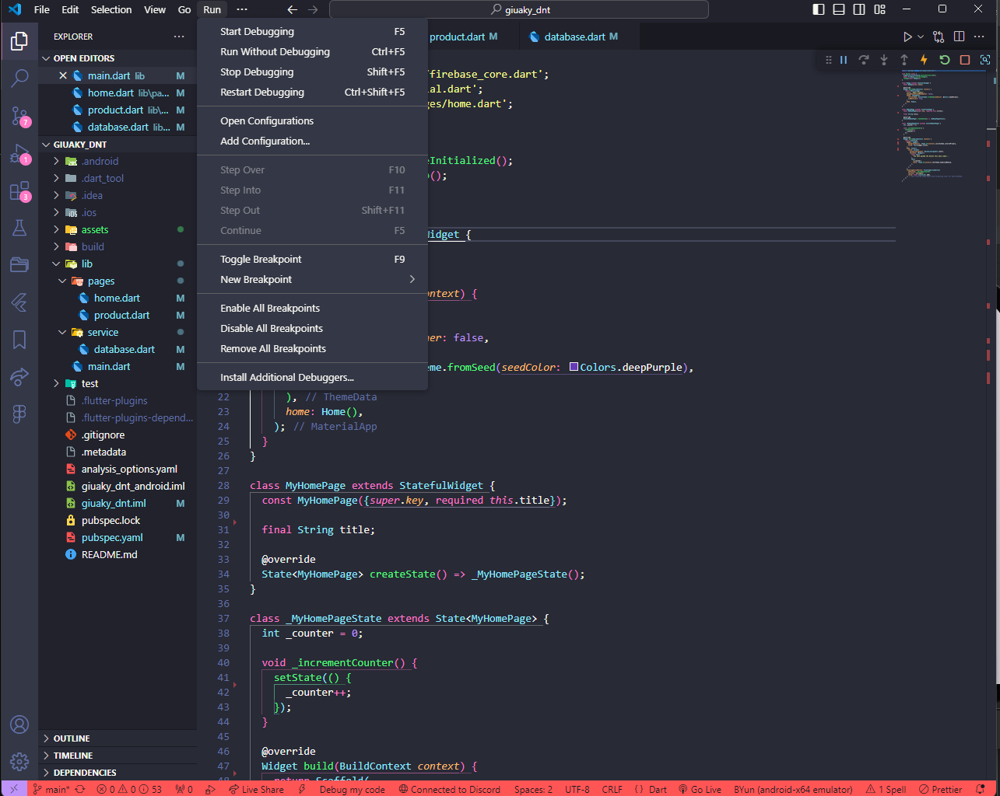 File Edit Selection View Go Run ··· giuaky_dnt
EXPLORER
OPEN EDITORS
main.dart lib M
home.dart lib\pa... M
product.dart lib\... M
database.dart lib... M
GIUAKY_DNT
.android
.dart_tool
.idea
.ios
assets
build
lib
pages
home.dart M
product.dart M
service
database.dart M
main.dart M
test
.flutter-plugins
.flutter-plugins-depend...
.gitignore
.metadata
analysis_options.yaml
giuaky_dnt_android.iml
giuaky_dnt.iml M
pubspec.lock
pubspec.yaml M
README.md
OUTLINE
TIMELINE
DEPENDENCIES
7
1
3
Start Debugging F5
Run Without Debugging Ctrl+F5
Stop Debugging Shift+F5
Restart Debugging Ctrl+Shift+F5
Open Configurations
Add Configuration...
Step Over F10
Step Into F11
Step Out Shift+F11
Continue F5
Toggle Breakpoint F9
New Breakpoint
Enable All Breakpoints
Disable All Breakpoints
Remove All Breakpoints
Install Additional Debuggers...
product.dart M database.dart M
/firebase_core.dart';
al.dart';
ges/home.dart';
eInitialized();
();
Widget {
ntext) {
er: false,
me.fromSeed(seedColor: Colors.deepPurple),
22 ), // ThemeData
23 home: Home(),
24 ); // MaterialApp
25 }
26 }
27
28 class MyHomePage extends StatefulWidget {
29 const MyHomePage({super.key, required this.title});
30
31 final String title;
32
33 @override
34 State<MyHomePage> createState() => _MyHomePageState();
35 }
36
37 class _MyHomePageState extends State<MyHomePage> {
38 int _counter = 0;
39
40 void _incrementCounter() {
41 setState(() {
42 _counter++;
43 });
44 }
45
46 @override
47 Widget build(BuildContext context) {
48 return Scaffold(
main* 0 0 53 0 Live Share Debug my code Connected to Discord Spaces: 2 UTF-8 CRLF {} Dart Go Live BYun (android-x64 emulator) 1 Spell Prettier